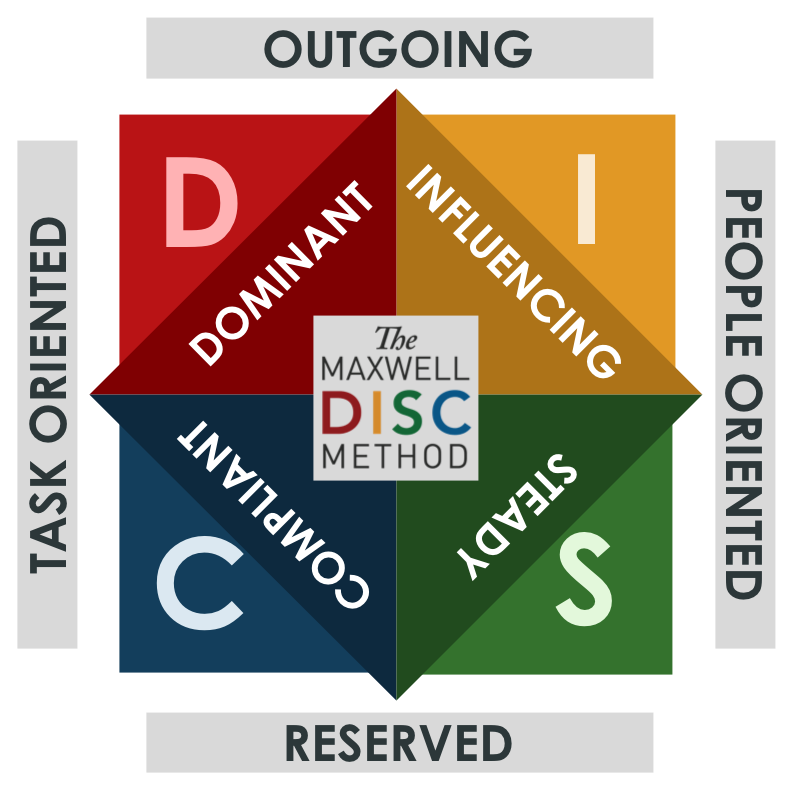 OUTGOING
D
I
DOMINANT
INFLUENCING
TASK ORIENTED
PEOPLE ORIENTED
The
MAXWELL
DISC
METHOD
COMPLIANT
STEADY
C
S
RESERVED